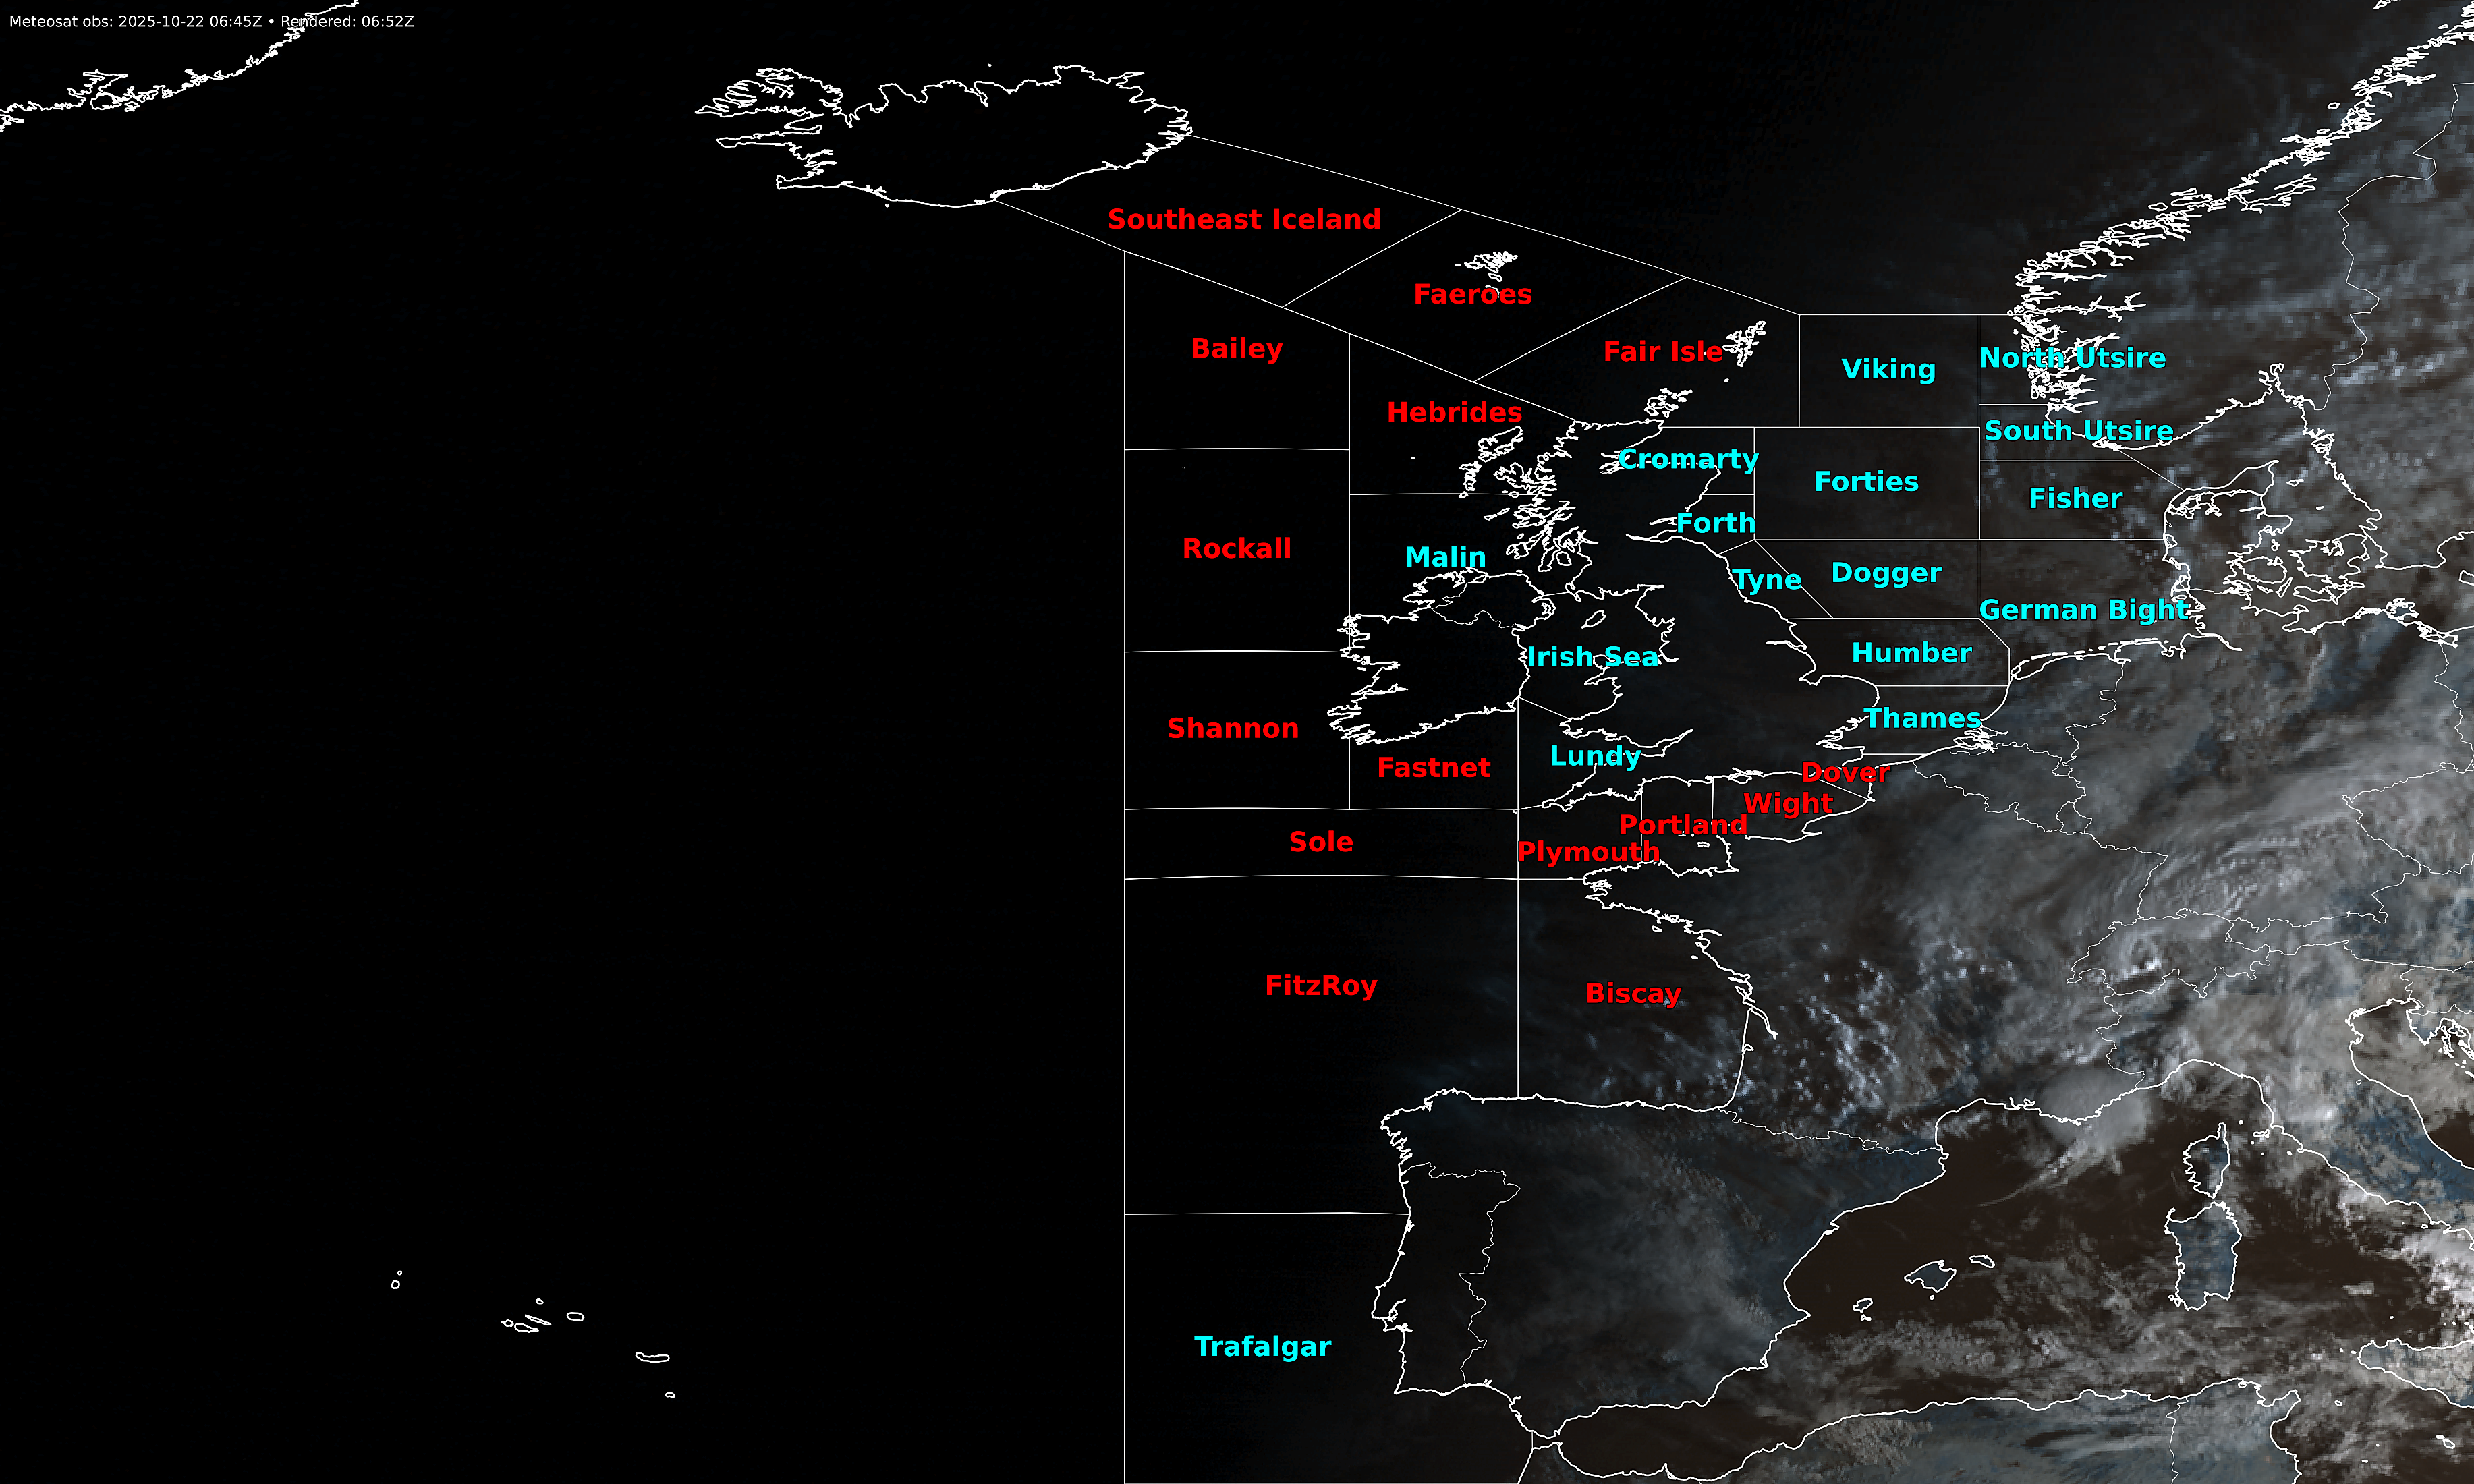 Meteosat obs: 2025-10-22 06:45Z • Rendered: 06:52Z
Southeast Iceland
Faeroes
Bailey
Fair Isle
Viking
North Utsire
Hebrides
South Utsire
Cromarty
Forties
Fisher
Forth
Rockall
Malin
Tyne
Dogger
German Bight
Irish Sea
Humber
Thames
Shannon
Lundy
Fastnet
Dover
Wight
Portland
Sole
Plymouth
FitzRoy
Biscay
Trafalgar